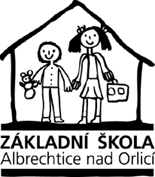 ZÁKLADNÍ ŠKOLA
Albrechtice nad Orlicí